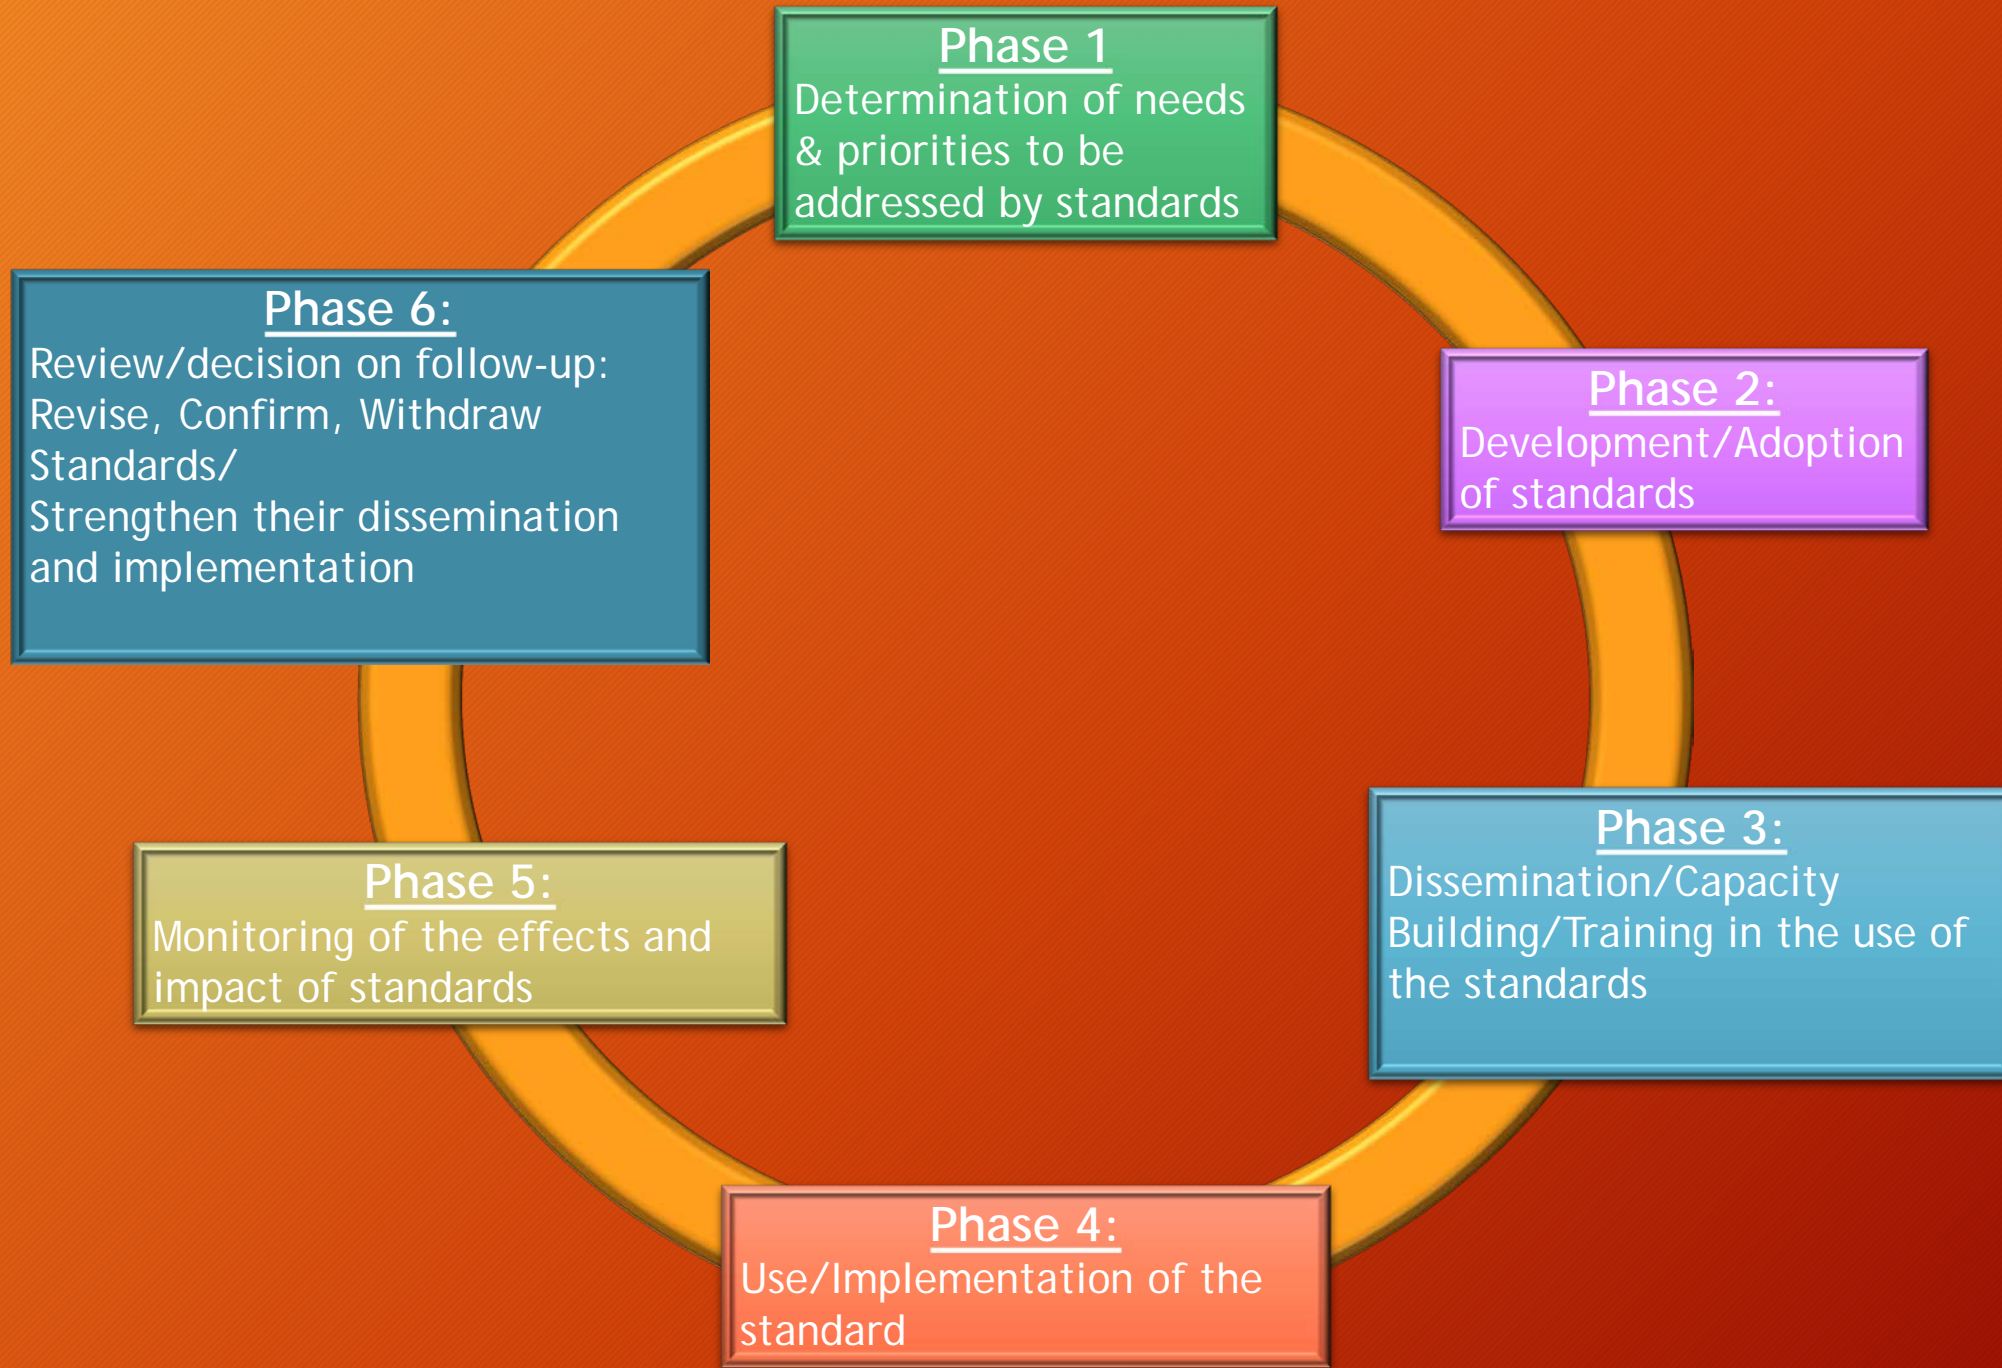 Phase 1
Determination of needs
& priorities to be
addressed by standards
Phase 2:
Development/Adoption
of standards
Phase 3:
Dissemination/Capacity
Building/Training in the use of
the standards
Phase 4:
Use/Implementation of the
standard
Phase 5:
Monitoring of the effects and
impact of standards
Phase 6:
Review/decision on follow-up:
Revise, Confirm, Withdraw
Standards/
Strengthen their dissemination
and implementation